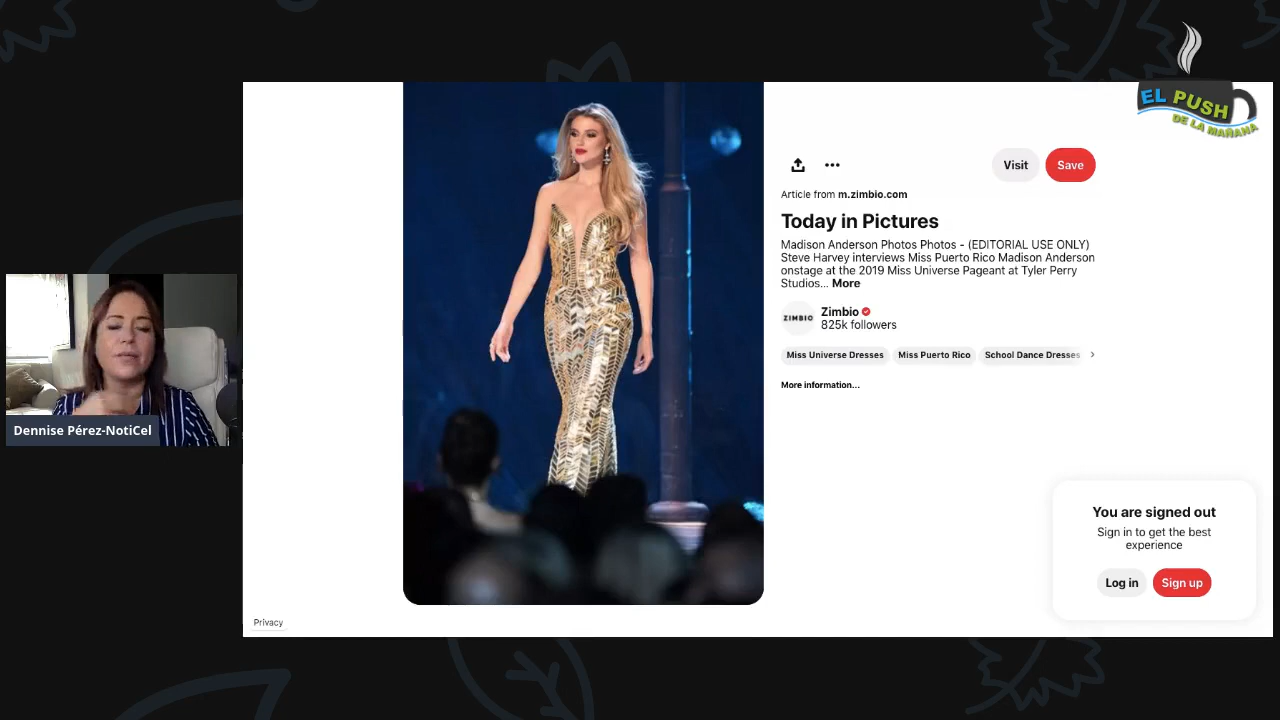 EL PUSH
DE LA MAÑANA
Visit
Save
Article from m.zimbio.com
Today in Pictures
Madison Anderson Photos Photos - (EDITORIAL USE ONLY)
Steve Harvey interviews Miss Puerto Rico Madison Anderson
onstage at the 2019 Miss Universe Pageant at Tyler Perry
Studios... More
ZIMBIO
Zimbio
825k followers
Miss Universe Dresses
Miss Puerto Rico
School Dance Dresses
More information...
Dennise Pérez-NotiCel
You are signed out
Sign in to get the best
experience
Log in
Sign up
Privacy